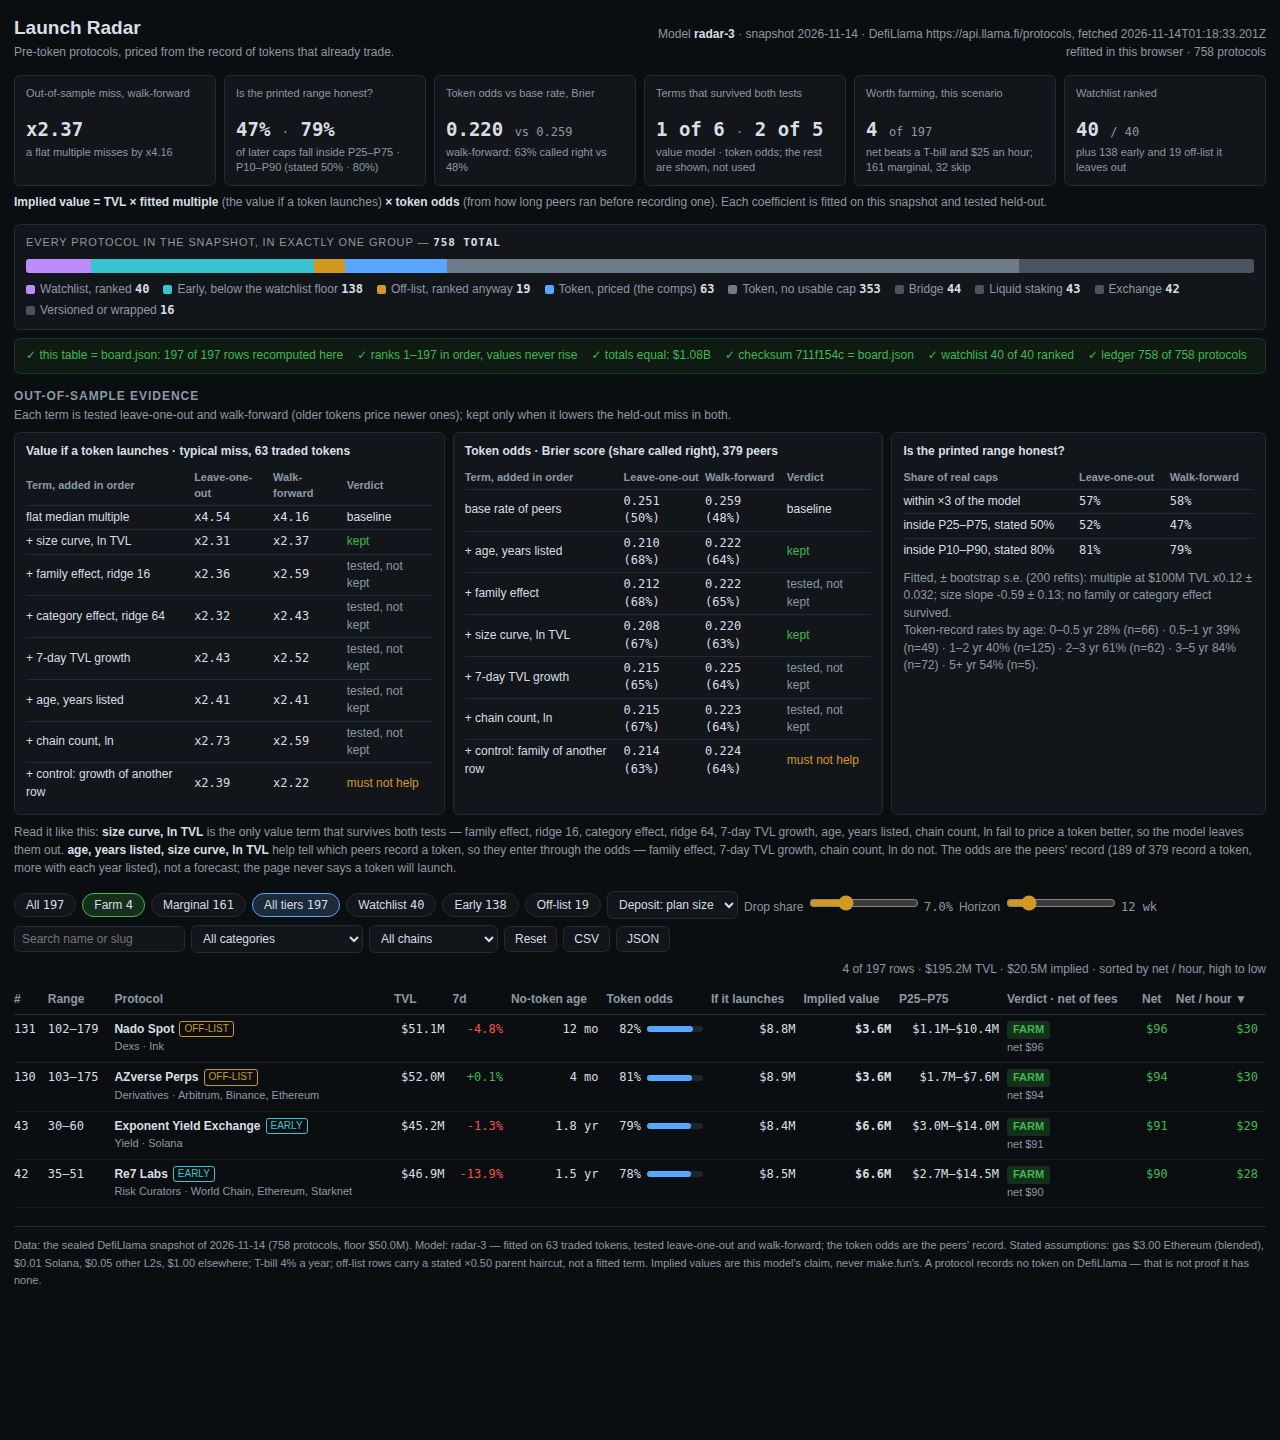 Launch Radar
Pre-token protocols, priced from the record of tokens that already trade.
Model radar-3 · snapshot 2026-11-14 · DefiLlama https://api.llama.fi/protocols, fetched 2026-11-14T01:18:33.201Z
refitted in this browser · 758 protocols
Out-of-sample miss, walk-forward
x2.37
a flat multiple misses by x4.16
Is the printed range honest?
47% · 79%
of later caps fall inside P25–P75 ·
P10–P90 (stated 50% · 80%)
Token odds vs base rate, Brier
0.220 vs 0.259
walk-forward: 63% called right vs
48%
Terms that survived both tests
1 of 6 · 2 of 5
value model · token odds; the rest
are shown, not used
Worth farming, this scenario
4 of 197
net beats a T-bill and $25 an hour;
161 marginal, 32 skip
Watchlist ranked
40 / 40
plus 138 early and 19 off-list it
leaves out
Implied value = TVL × fitted multiple (the value if a token launches) × token odds (from how long peers ran before recording one). Each coefficient is fitted on this snapshot and tested held-out.
EVERY PROTOCOL IN THE SNAPSHOT, IN EXACTLY ONE GROUP — 758 TOTAL
Watchlist, ranked 40 Early, below the watchlist floor 138 Off-list, ranked anyway 19 Token, priced (the comps) 63 Token, no usable cap 353 Bridge 44 Liquid staking 43 Exchange 42
Versioned or wrapped 16
✓ this table = board.json: 197 of 197 rows recomputed here ✓ ranks 1–197 in order, values never rise ✓ totals equal: $1.08B ✓ checksum 711f154c = board.json ✓ watchlist 40 of 40 ranked ✓ ledger 758 of 758 protocols
OUT-OF-SAMPLE EVIDENCE
Each term is tested leave-one-out and walk-forward (older tokens price newer ones); kept only when it lowers the held-out miss in both.
Value if a token launches · typical miss, 63 traded tokens
Term, added in order Leave-one-out Walk-forward Verdict
flat median multiple x4.54 x4.16 baseline
+ size curve, ln TVL x2.31 x2.37 kept
+ family effect, ridge 16 x2.36 x2.59 tested, not kept
+ category effect, ridge 64 x2.32 x2.43 tested, not kept
+ 7-day TVL growth x2.43 x2.52 tested, not kept
+ age, years listed x2.41 x2.41 tested, not kept
+ chain count, ln x2.73 x2.59 tested, not kept
+ control: growth of another row x2.39 x2.22 must not help
Token odds · Brier score (share called right), 379 peers
Term, added in order Leave-one-out Walk-forward Verdict
base rate of peers 0.251 (50%) 0.259 (48%) baseline
+ age, years listed 0.210 (68%) 0.222 (64%) kept
+ family effect 0.212 (68%) 0.222 (65%) tested, not kept
+ size curve, ln TVL 0.208 (67%) 0.220 (63%) kept
+ 7-day TVL growth 0.215 (65%) 0.225 (64%) tested, not kept
+ chain count, ln 0.215 (67%) 0.223 (64%) tested, not kept
+ control: family of another row 0.214 (63%) 0.224 (64%) must not help
Is the printed range honest?
Share of real caps Leave-one-out Walk-forward
within ×3 of the model 57% 58%
inside P25–P75, stated 50% 52% 47%
inside P10–P90, stated 80% 81% 79%
Fitted, ± bootstrap s.e. (200 refits): multiple at $100M TVL x0.12 ±
0.032; size slope -0.59 ± 0.13; no family or category effect
survived.
Token-record rates by age: 0–0.5 yr 28% (n=66) · 0.5–1 yr 39%
(n=49) · 1–2 yr 40% (n=125) · 2–3 yr 61% (n=62) · 3–5 yr 84%
(n=72) · 5+ yr 54% (n=5).
Read it like this: size curve, ln TVL is the only value term that survives both tests — family effect, ridge 16, category effect, ridge 64, 7-day TVL growth, age, years listed, chain count, ln fail to price a token better, so the model leaves
them out. age, years listed, size curve, ln TVL help tell which peers record a token, so they enter through the odds — family effect, 7-day TVL growth, chain count, ln do not. The odds are the peers' record (189 of 379 record a token,
more with each year listed), not a forecast; the page never says a token will launch.
All 197 Farm 4 Marginal 161 All tiers 197 Watchlist 40 Early 138 Off-list 19 Deposit: plan size Drop share 7.0% Horizon 12 wk
Search name or slug All categories All chains Reset CSV JSON
4 of 197 rows · $195.2M TVL · $20.5M implied · sorted by net / hour, high to low
# Range Protocol TVL 7d No-token age Token odds If it launches Implied value P25–P75 Verdict · net of fees Net Net / hour ▼
131 102–179 Nado Spot OFF-LIST $51.1M -4.8% 12 mo 82% $8.8M $3.6M $1.1M–$10.4M FARM $96 $30
Dexs · Ink net $96
130 103–175 AZverse Perps OFF-LIST $52.0M +0.1% 4 mo 81% $8.9M $3.6M $1.7M–$7.6M FARM $94 $30
Derivatives · Arbitrum, Binance, Ethereum net $94
43 30–60 Exponent Yield Exchange EARLY $45.2M -1.3% 1.8 yr 79% $8.4M $6.6M $3.0M–$14.0M FARM $91 $29
Yield · Solana net $91
42 35–51 Re7 Labs EARLY $46.9M -13.9% 1.5 yr 78% $8.5M $6.6M $2.7M–$14.5M FARM $90 $28
Risk Curators · World Chain, Ethereum, Starknet net $90
Data: the sealed DefiLlama snapshot of 2026-11-14 (758 protocols, floor $50.0M). Model: radar-3 — fitted on 63 traded tokens, tested leave-one-out and walk-forward; the token odds are the peers' record. Stated assumptions: gas $3.00 Ethereum (blended),
$0.01 Solana, $0.05 other L2s, $1.00 elsewhere; T-bill 4% a year; off-list rows carry a stated ×0.50 parent haircut, not a fitted term. Implied values are this model's claim, never make.fun's. A protocol records no token on DefiLlama — that is not proof it has
none.